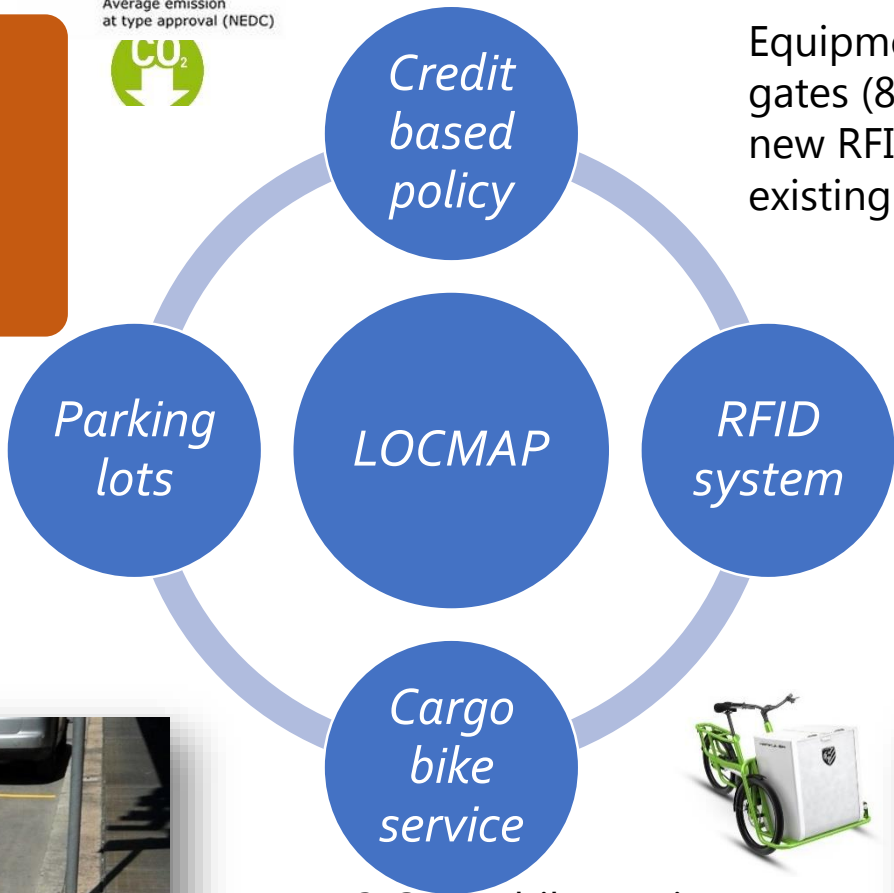 Average emission
at type approval (NEDC)
CO2
Equipme
gates (8
new RFI
existing
Credit
based
policy
Parking
lots
LOCMAP
RFID
system
Cargo
bike
service